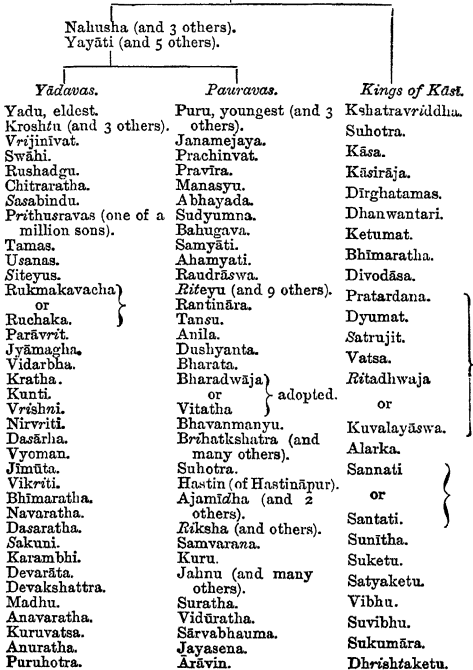 Nahusha (and 3 others).
Yayāti (and 5 others).
Yādavas.
Yadu, eldest.
Kroshtu (and 3 others).
Vrijinīvat.
Swāhi.
Rushadgu.
Chitraratha.
Sasabindu.
Prithusravas (one of a
million sons).
Tamas.
Usanas.
Siteyus.
Rukmakavacha
or
Ruchaka.
Parāvrit.
Jyāmagha.
Vidarbha.
Kratha.
Kunti.
Vrishni.
Nirvriti.
Dasārha.
Vyoman.
Jīmūta.
Vikriti.
Bhīmaratha.
Navaratha.
Dasaratha.
Sakuni.
Karambhi.
Devarāta.
Devakshattra.
Madhu.
Anavaratha.
Kuruvatsa.
Anuratha.
Puruhotra.
Pauravas.
Puru, youngest (and 3
others).
Janamejaya.
Prachinvat.
Pravīra.
Manasyu.
Abhayada.
Sudyumna.
Bahugava.
Samyāti.
Ahamyati.
Raudrāswa.
Riteyu (and 9 others).
Rantināra.
Tansu.
Anila.
Dushyanta.
Bharata.
Bharadwāja
or adopted.
Vitatha
Bhavanmanyu.
Brihatkshatra (and
many others).
Suhotra.
Hastin (of Hastināpur).
Ajamīdha (and 2
others).
Riksha (and others).
Samvarana.
Kuru.
Jahnu (and many
others).
Suratha.
Vidūratha.
Sārvabhauma.
Jayasena.
Ārāvin.
Kings of Kāsī.
Kshatravriddha.
Suhotra.
Kāsa.
Kāsirāja.
Dīrghatamas.
Dhanwantari.
Ketumat.
Bhīmaratha.
Divodāsa.
Pratardana.
Dyumat.
Satrujit.
Vatsa.
Ritadhwaja
or
Kuvalayāswa.
Alarka.
Sannati
or
Santati.
Sunītha.
Suketu.
Satyaketu.
Vibhu.
Suvibhu.
Sukumāra.
Dhrishtaketu.